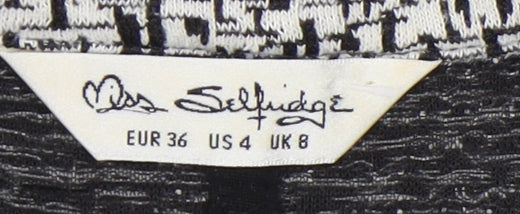 Miss Selfridge
EUR 36 US 4 UK 8